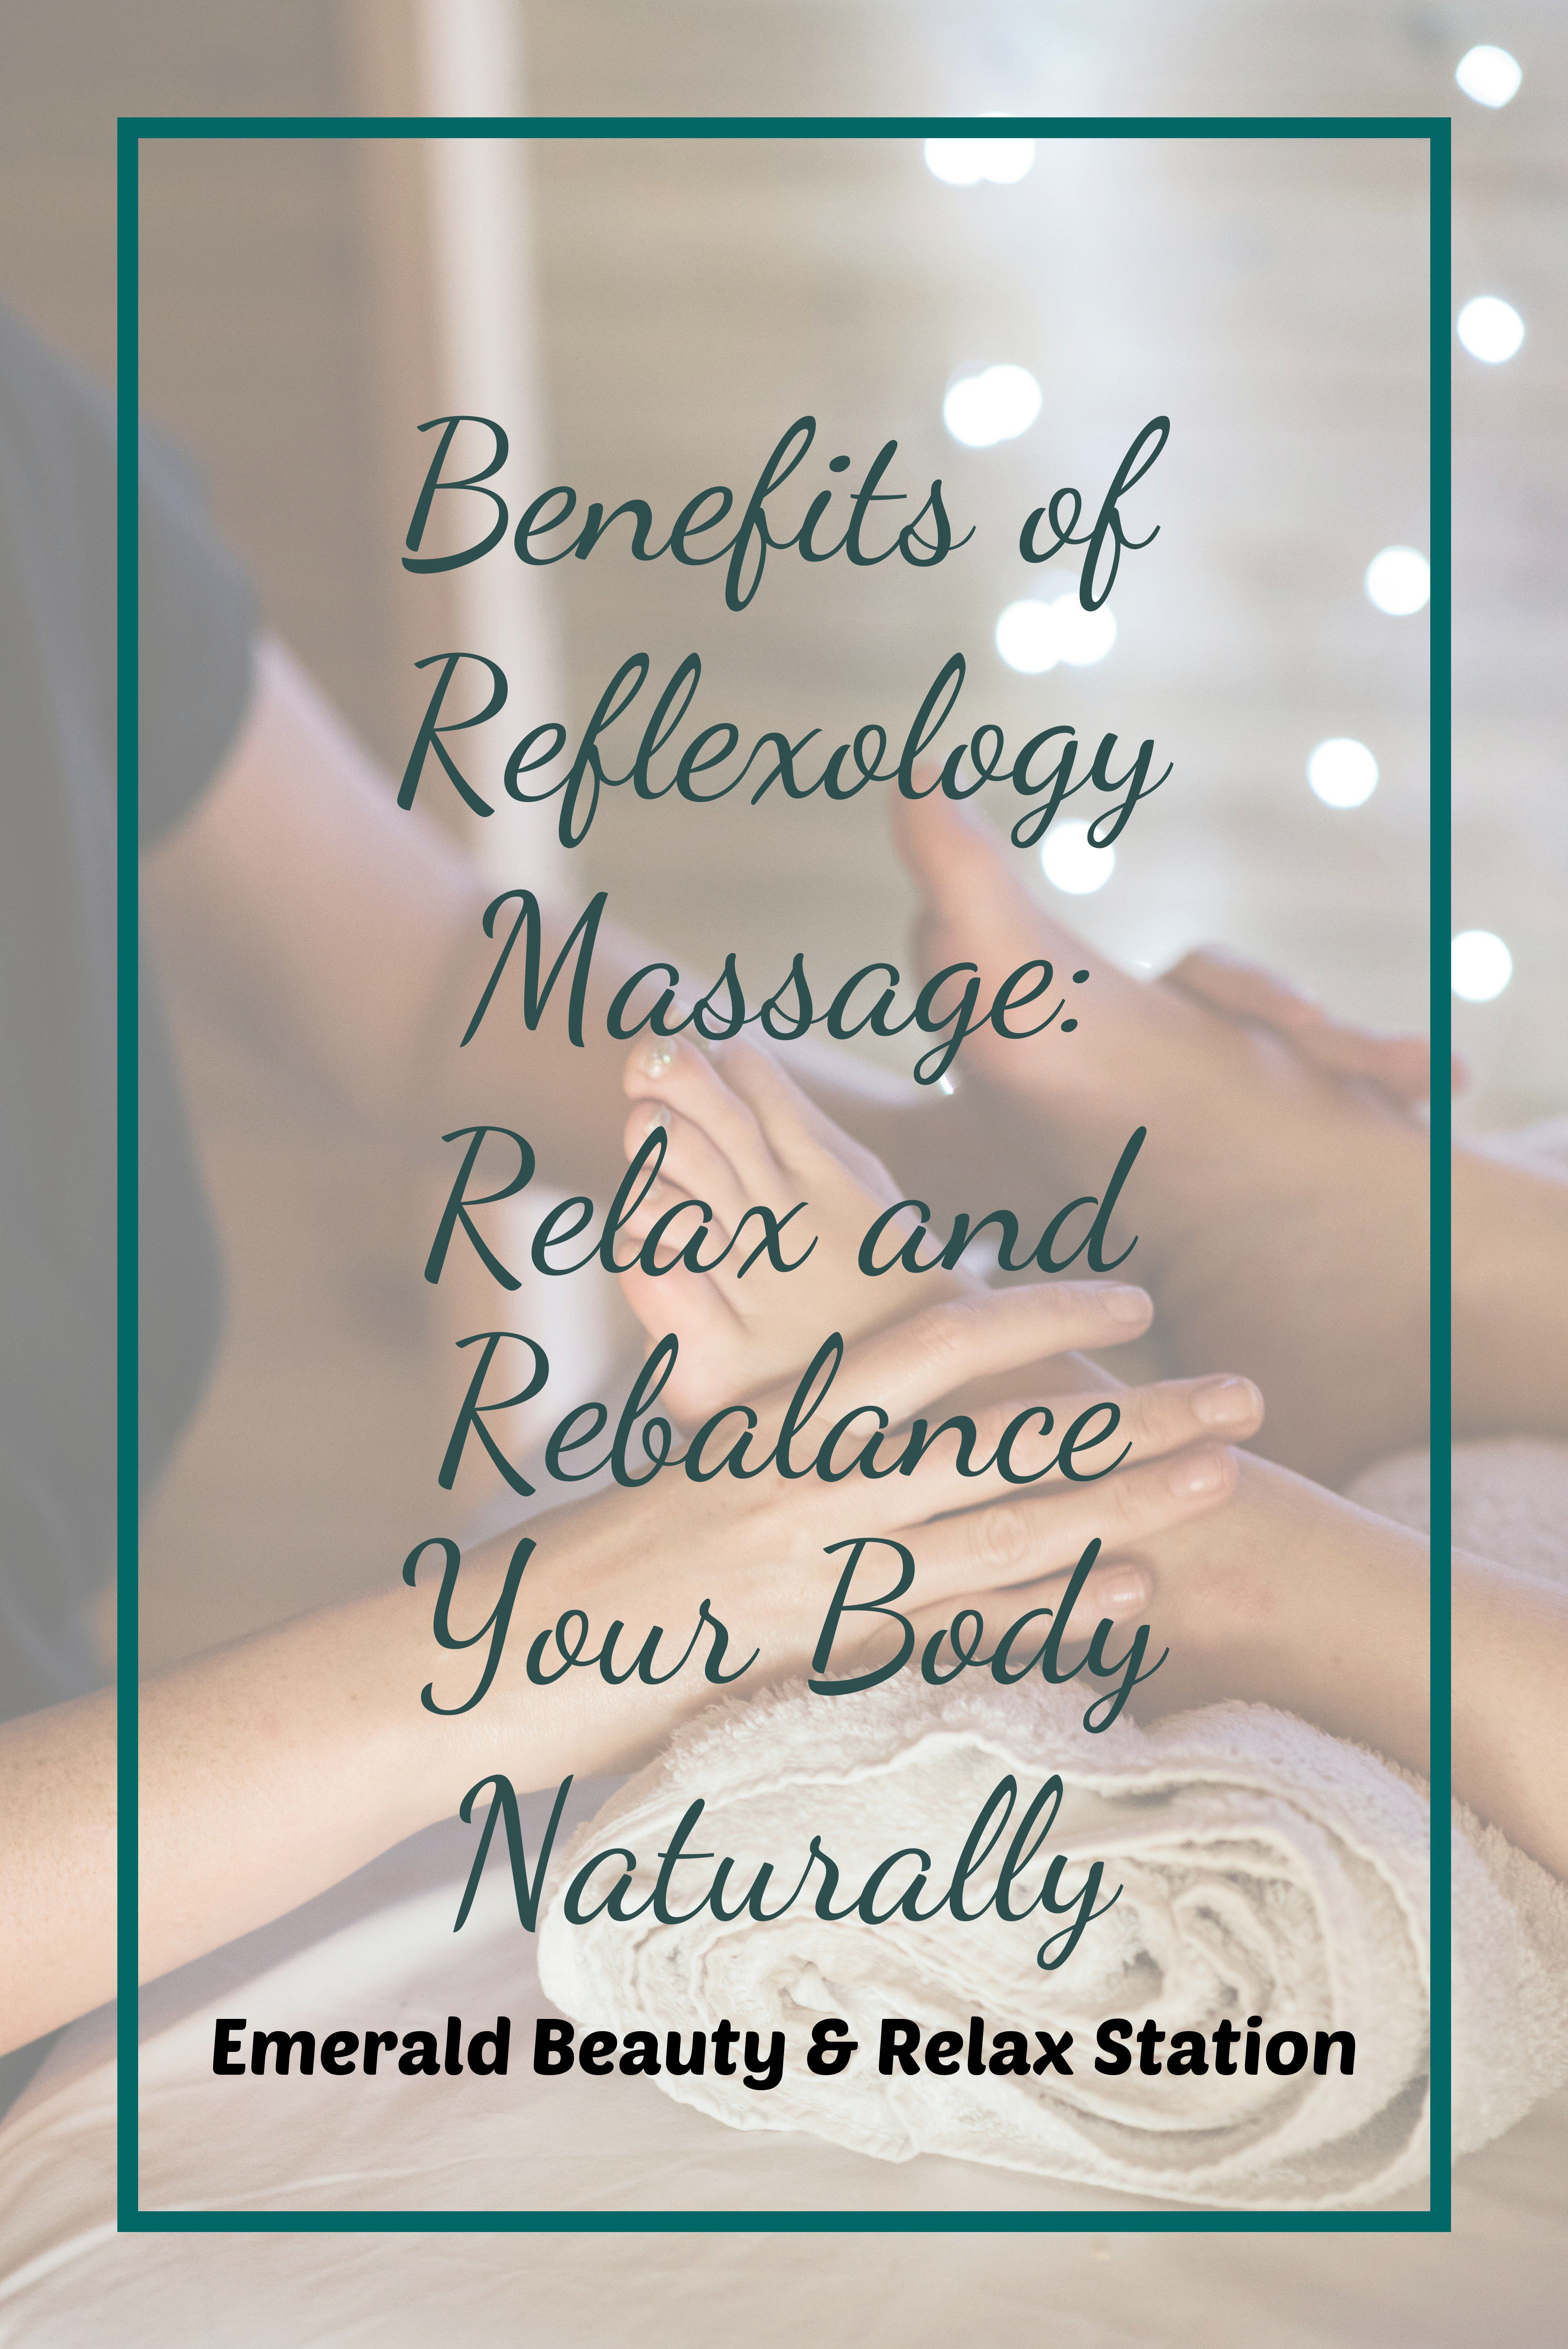 Benefits of
Reflexology
Massage:
Relax and
Rebalance
Your Body
Naturally
Emerald Beauty & Relax Station